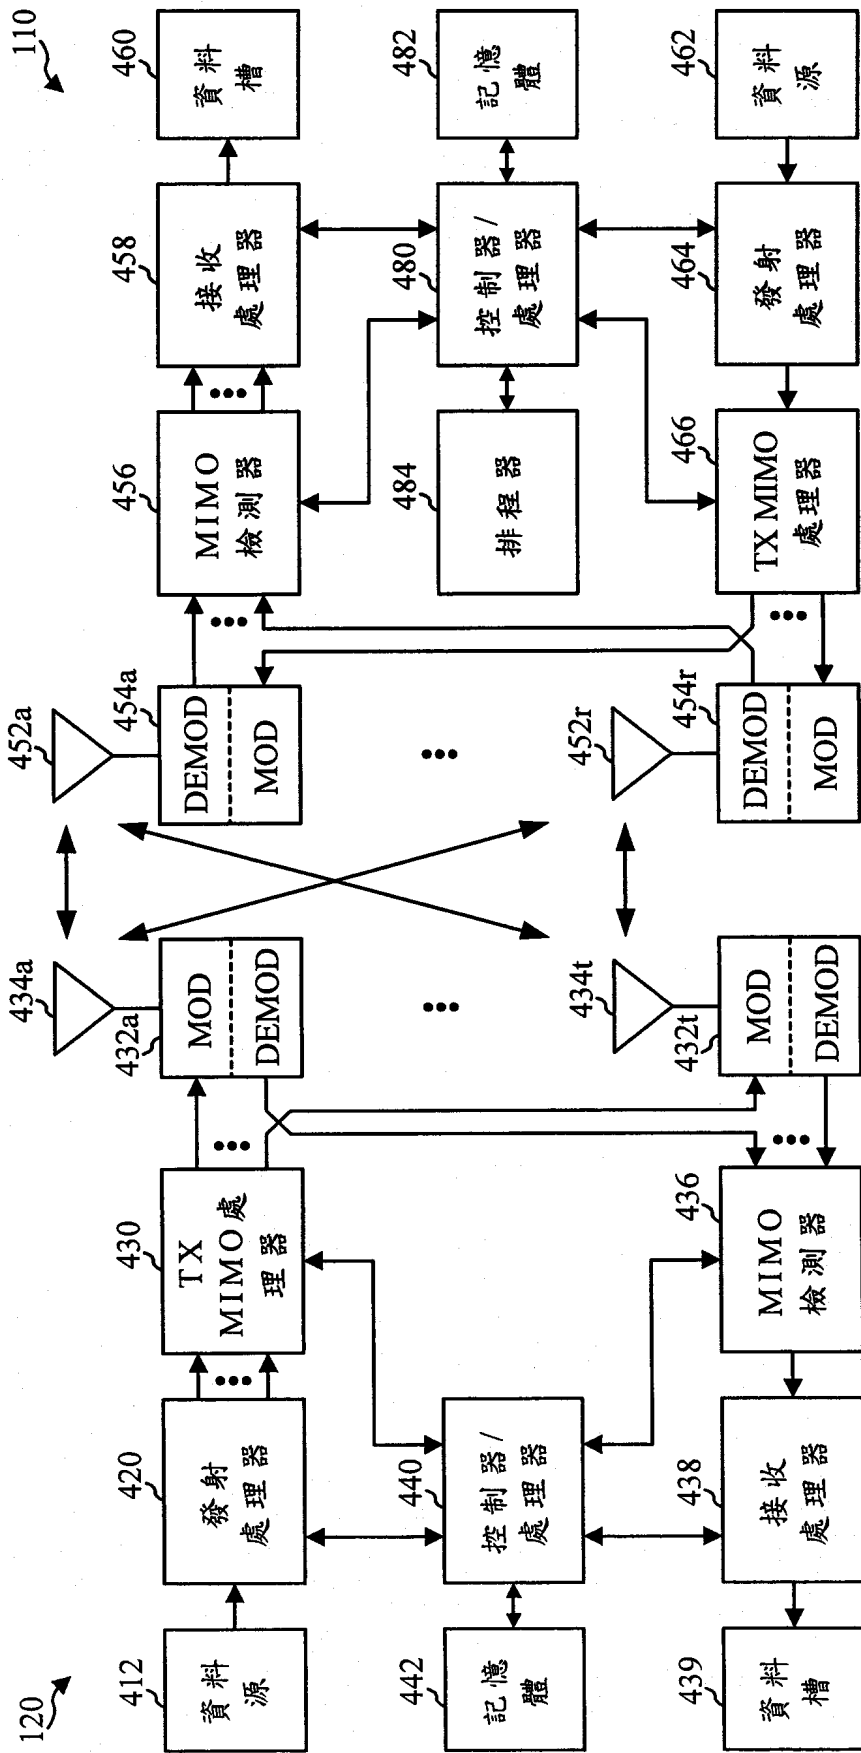 120
110
412
資料
源
420
發射
處理器
430
TX
MIMO處
理器
432a
MOD
DEMOD
434a
452a
454a
DEMOD
MOD
456
MIMO
檢測器
458
接收
處理器
460
資料
槽
442
記憶
體
440
控制器/
處理器
484
排程器
480
控制器/
處理器
482
記憶
體
439
資料
槽
438
接收
處理器
436
MIMO
檢測器
432t
MOD
DEMOD
434t
452r
454r
DEMOD
MOD
466
TX MIMO
處理器
464
發射
處理器
462
資料
源